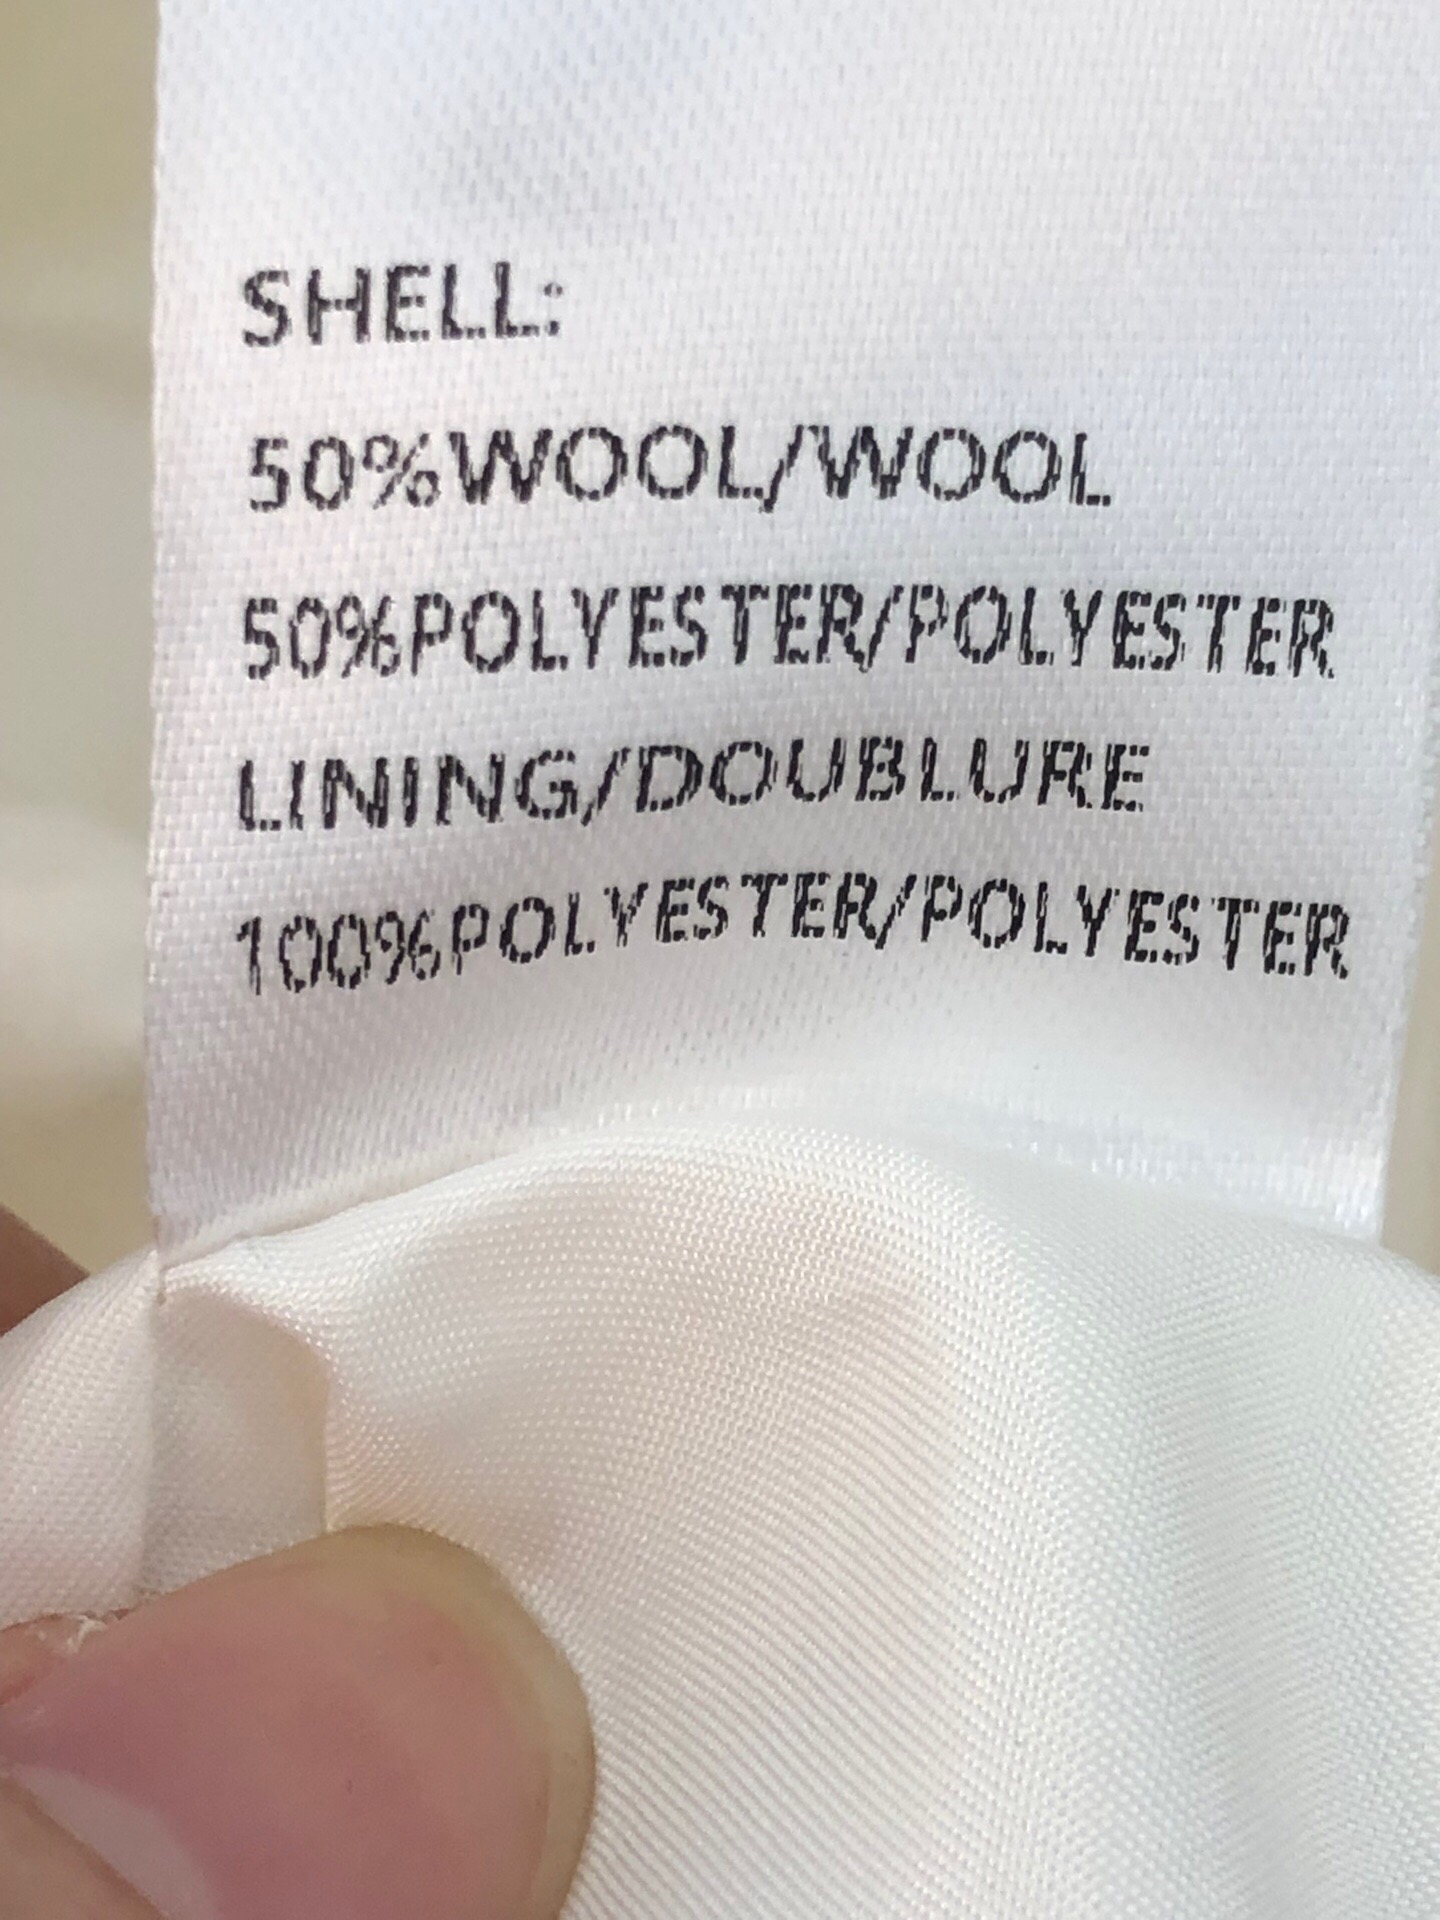 SHELL:
50%WOOL/WOOL
50%POLYESTER/POLYESTER
LINING/DOUBLURE
100%POLYESTER/POLYESTER